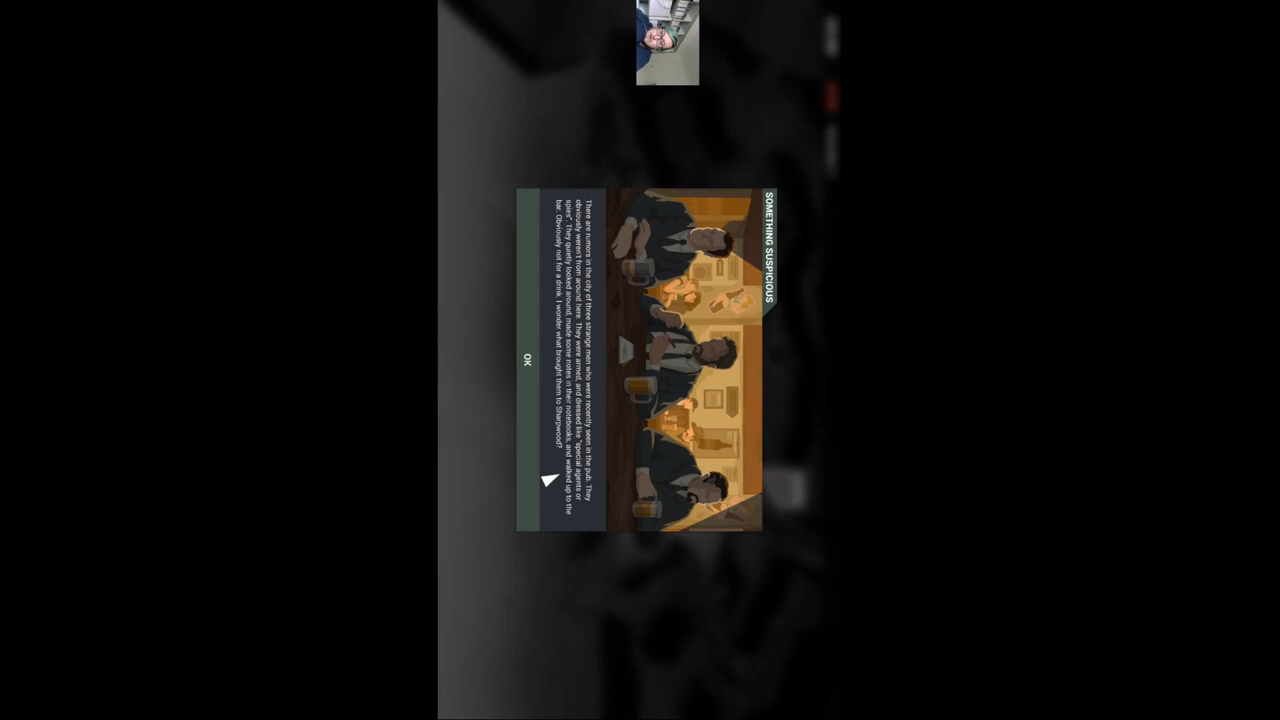 SOMETHING SUSPICIOUS
There are rumors in the city of three strange men who were recently seen in the pub. They
obviously weren't from around here. They were armed, and dressed like "special agents or
spies". They quietly looked around, made some notes in their notebooks, and walked up to the
bar. Obviously not for a drink. I wonder what brought them to Sharpwood?
OK